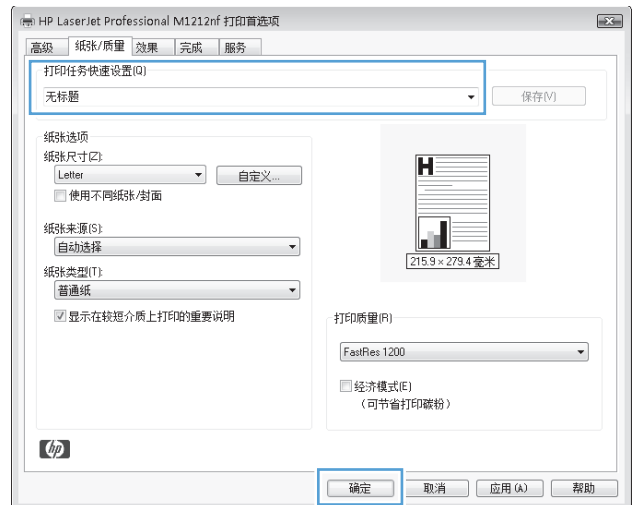 HP LaserJet Professional M1212nf 打印首选项
高级 纸张/质量 效果 完成 服务
打印任务快速设置(Q)
无标题
保存(V)
纸张选项
纸张尺寸(Z):
Letter
自定义...
使用不同纸张/封面
纸张来源(S):
自动选择
纸张类型(T):
普通纸
显示在较短介质上打印的重要说明
H
215.9 × 279.4 毫米
打印质量(R)
FastRes 1200
经济模式(E)
(可节省打印碳粉)
hp
确定 取消 应用(A) 帮助